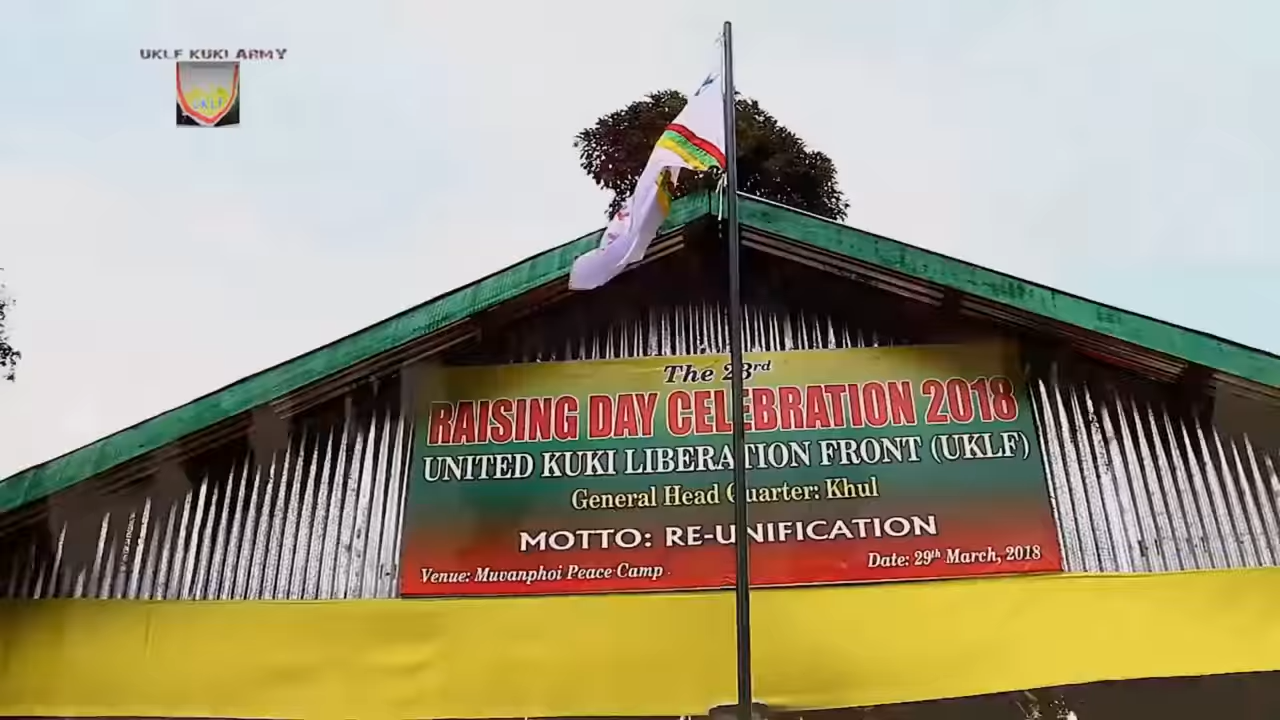 UKLF KUKI ARMY
UKLF
The 23rd
RAISING DAY CELEBRATION 2018
UNITED KUKI LIBERATION FRONT (UKLF)
General Head Quarter: Khul
MOTTO: RE-UNIFICATION
Venue: Muvanphoi Peace Camp
Date: 29th March, 2018